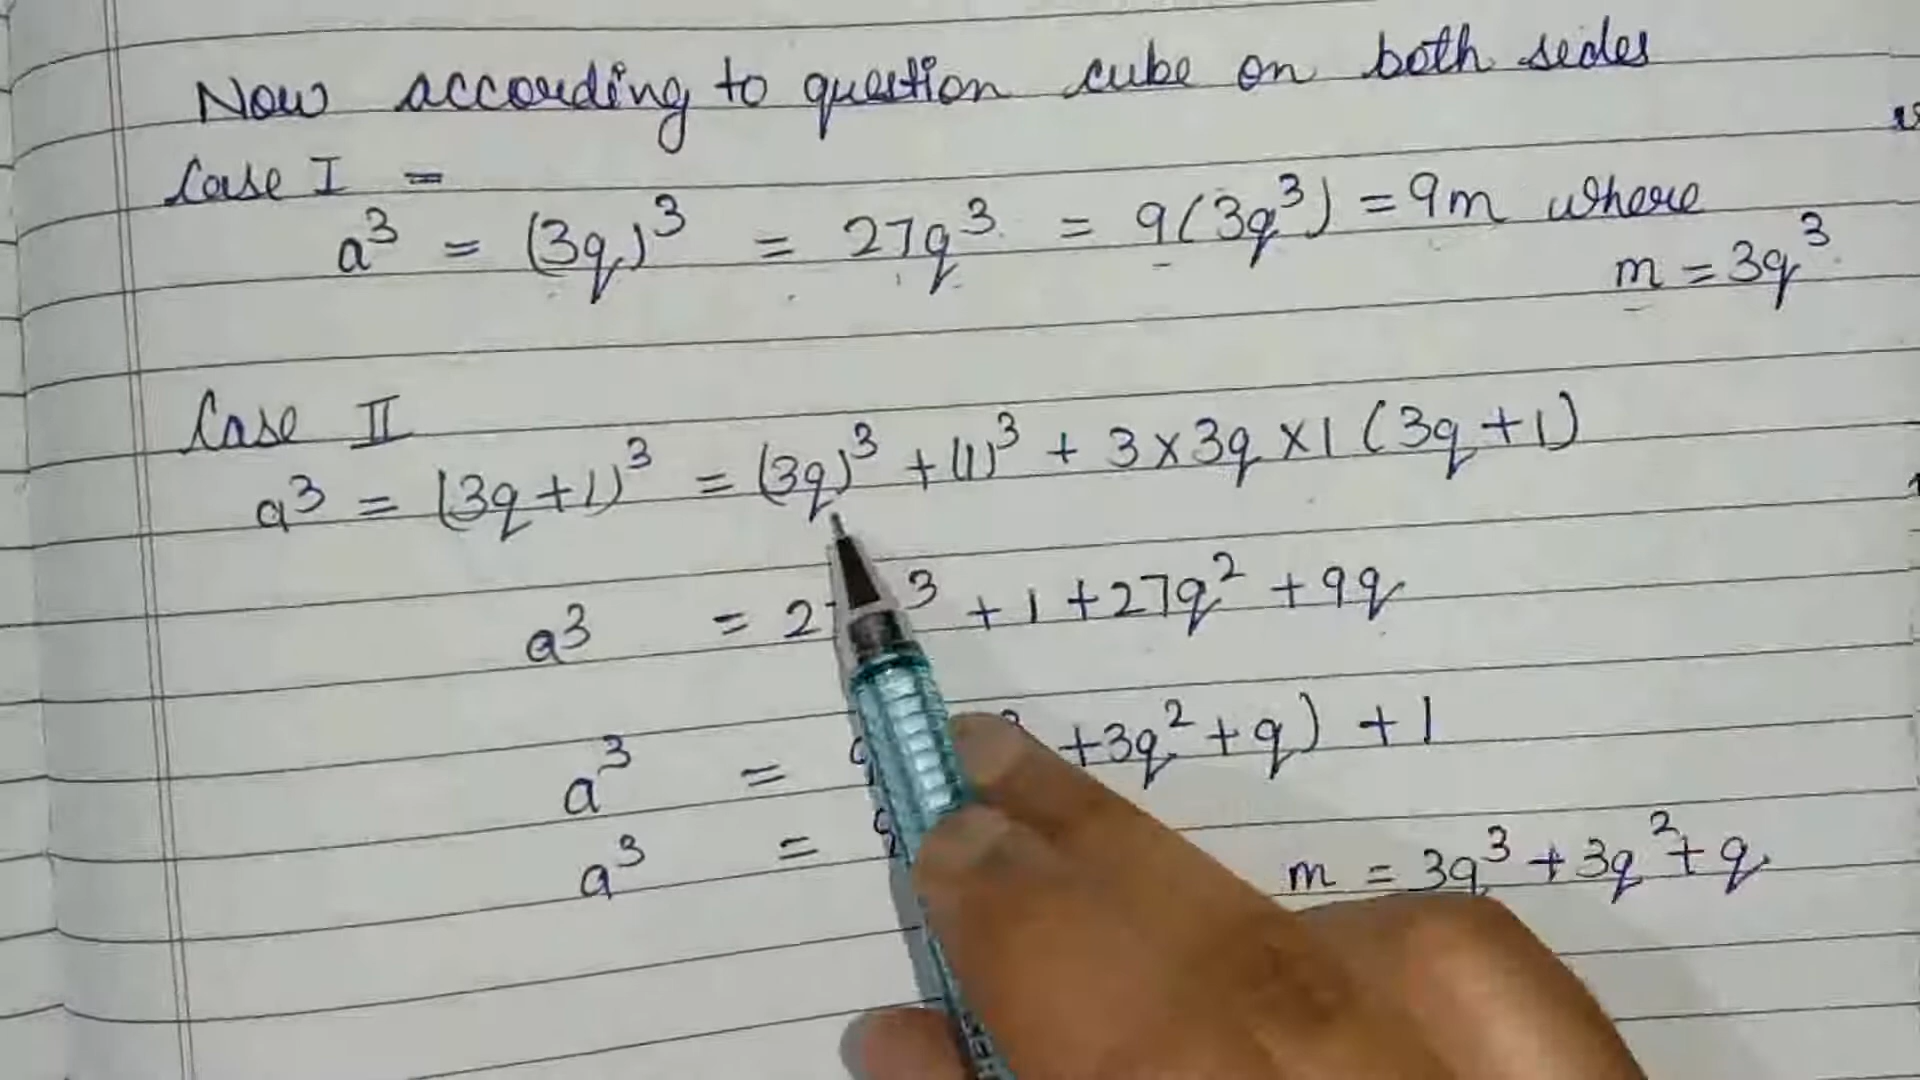 Now according to question cube on both sides
Case I =
a³ = (3q)³ = 27q³ = 9(3q³) = 9m where
m = 3q³
Case II
a³ = (3q+1)³ = (3q)³ + (1)³ + 3×3q×1(3q+1)
a³ = 2 ³ + 1 + 27q² + 9q
a³ = +3q² + q) + 1
a³ = m = 3q³ + 3q² + q